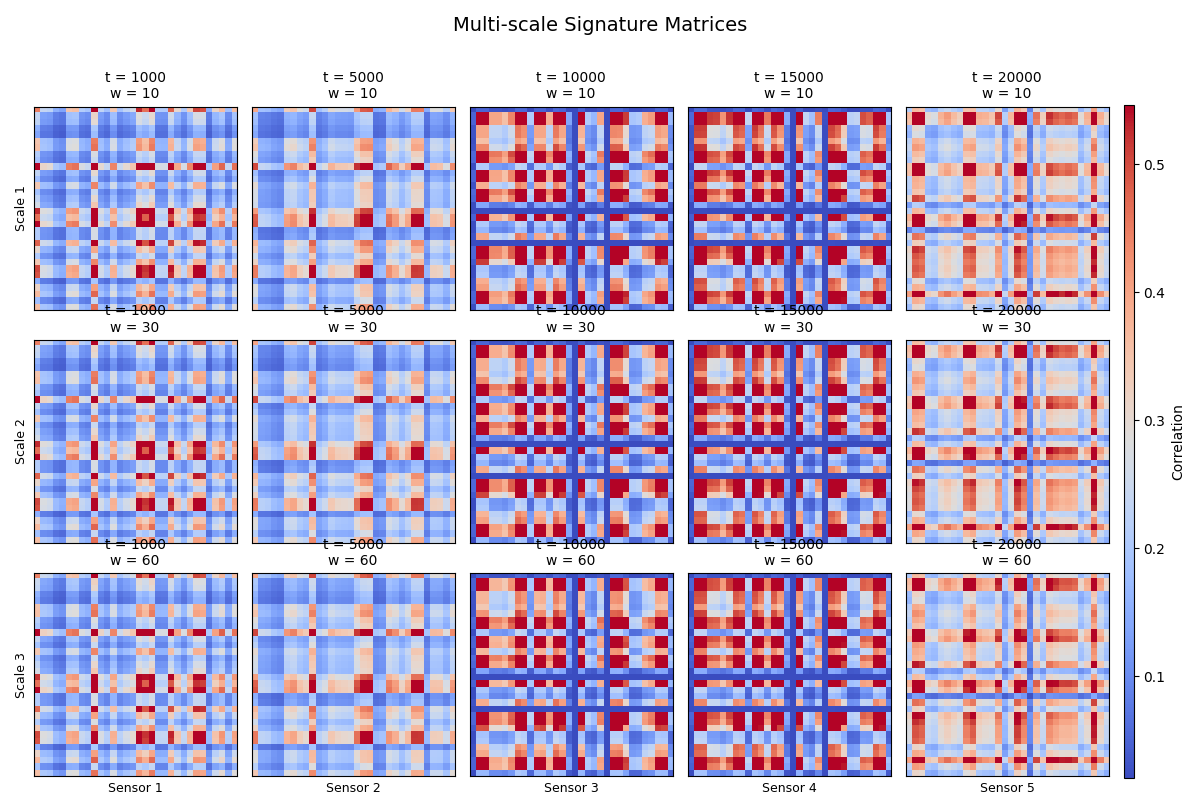 Multi-scale Signature Matrices
t = 1000
w = 10
t = 5000
w = 10
t = 10000
w = 10
t = 15000
w = 10
t = 20000
w = 10
Scale 1
t = 1000
w = 30
t = 5000
w = 30
t = 10000
w = 30
t = 15000
w = 30
t = 20000
w = 30
Scale 2
t = 1000
w = 60
t = 5000
w = 60
t = 10000
w = 60
t = 15000
w = 60
t = 20000
w = 60
Scale 3
Sensor 1
Sensor 2
Sensor 3
Sensor 4
Sensor 5
0.5
0.4
0.3
0.2
0.1
Correlation